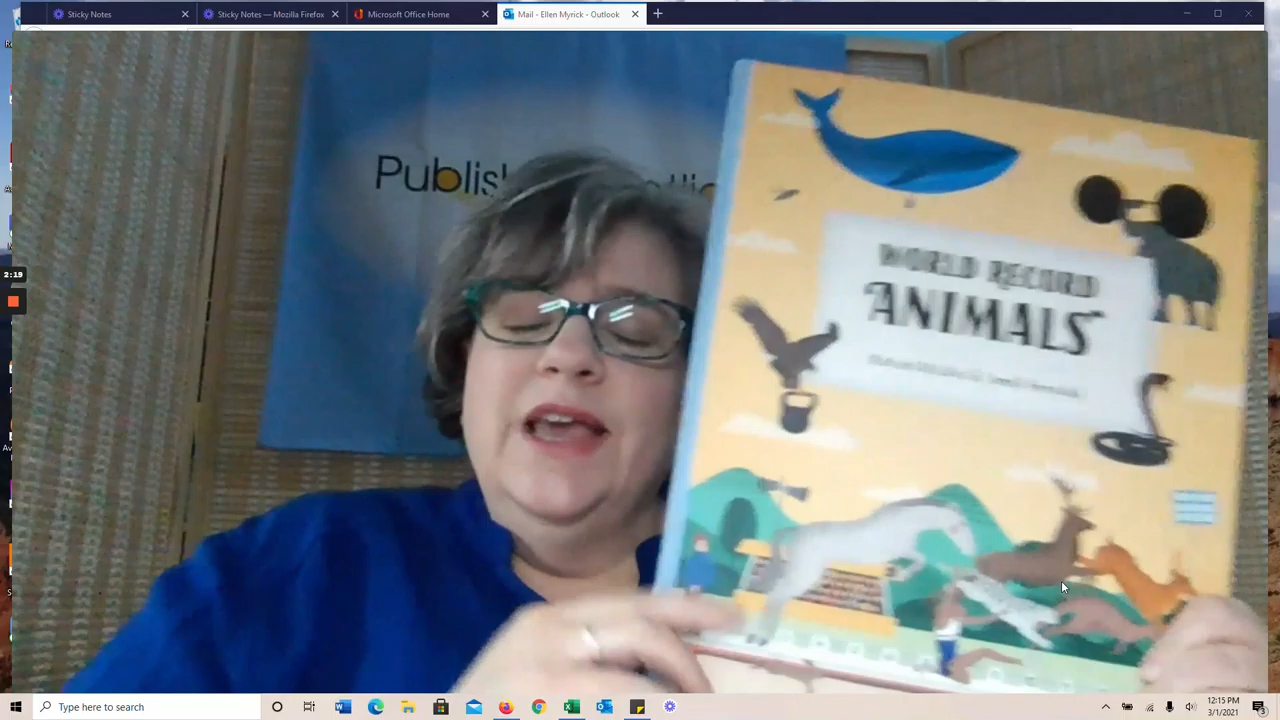 Sticky Notes
Sticky Notes — Mozilla Firefox
Microsoft Office Home
Mail - Ellen Myrick - Outlook
Publis
WORLD RECORD
ANIMALS
2:19
Type here to search
12:15 PM
3/1/2021
3